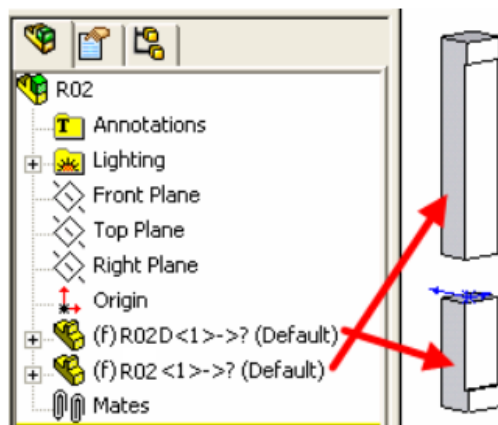 R02
Annotations
Lighting
Front Plane
Top Plane
Right Plane
Origin
(f) R02D<1>->? (Default)
(f) R02 <1>->? (Default)
Mates